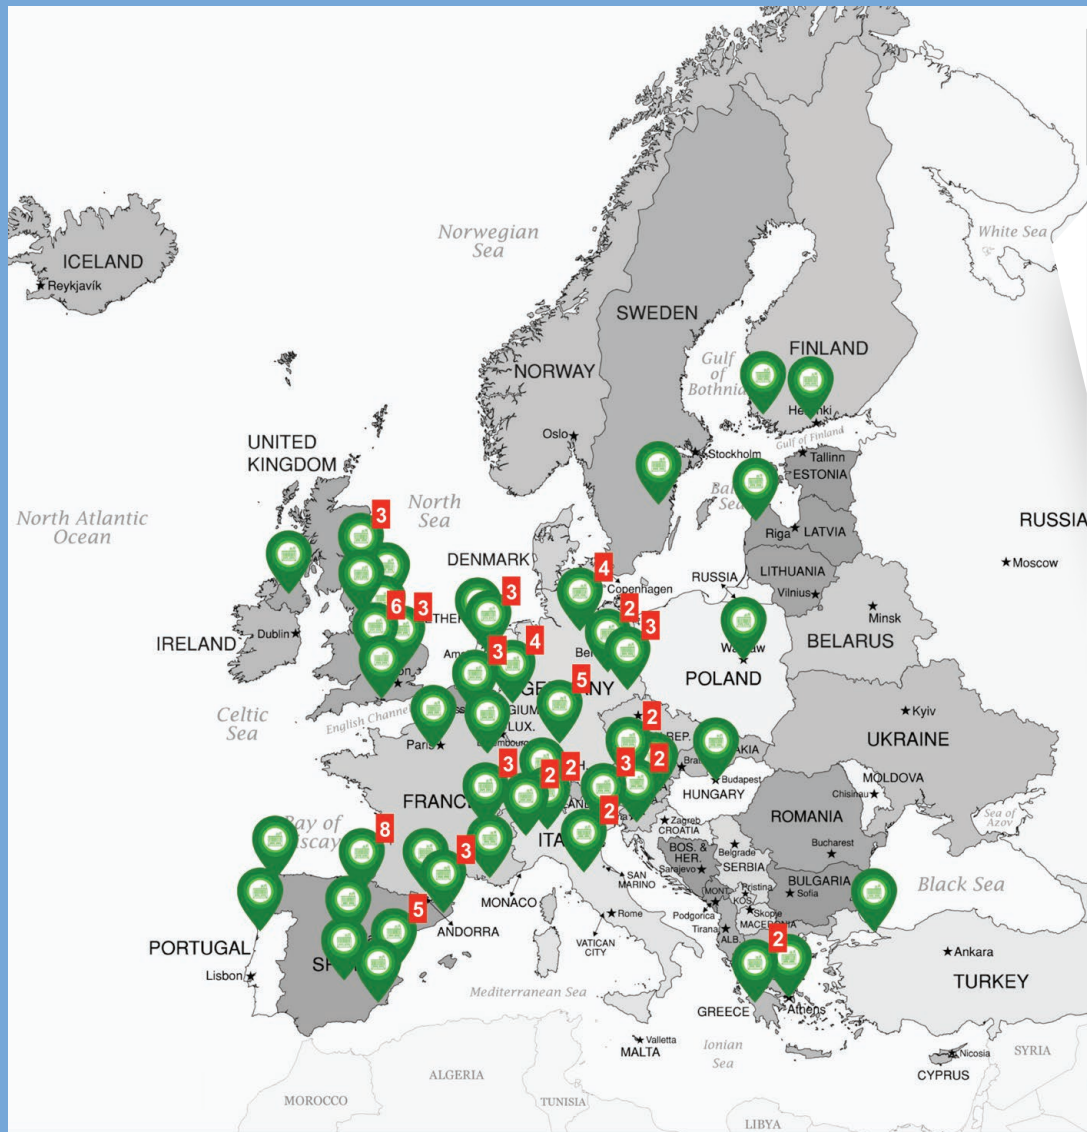 Norwegian
Sea
White Sea
ICELAND
Reykjavík
SWEDEN
FINLAND
Gulf
of
Bothnia
NORWAY
Helsinki
Oslo
Stockholm
Gulf of Finland
Tallinn
ESTONIA
UNITED
KINGDOM
North
Sea
North Atlantic
Ocean
3
Riga
LATVIA
RUSSIA
DENMARK
4
Copenhagen
Moscow
LITHUANIA
RUSSIA
Vilnius
3
6
3
2
3
Minsk
IRELAND
Dublin
BELARUS
3
4
POLAND
5
Celtic
Sea
English Channel
LUX.
Kyiv
2
REP.
UKRAINE
Paris
3
2
2
3
2
Budapest
HUNGARY
MOLDOVA
Chisinau
2
Zagreb
CROATIA
ROMANIA
Sea of
Azov
8
3
BOS. &
HER.
Sarajevo
Belgrade
SERBIA
Bucharest
SAN
MARINO
MONACO
BULGARIA
Sofia
Black Sea
MONT.
Pristina
KOS.
Podgorica
Skopje
MACEDONIA
5
Rome
Tirana
ALB.
ANDORRA
PORTUGAL
VATICAN
CITY
2
Ankara
Lisbon
TURKEY
Mediterranean Sea
GREECE
Athens
Valletta
MALTA
Ionian
Sea
Nicosia
CYPRUS
SYRIA
ALGERIA
MOROCCO
TUNISIA
LIBYA